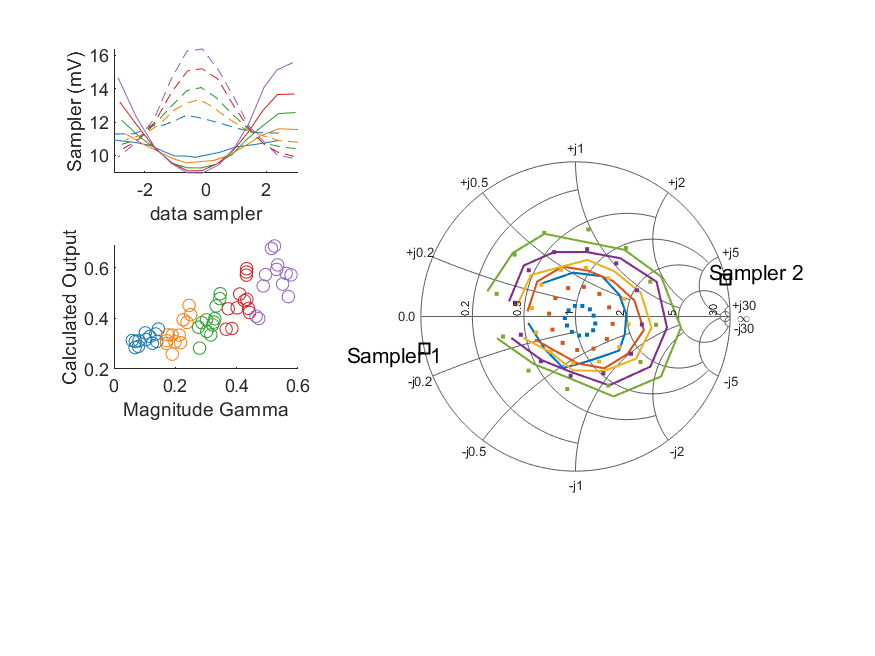 Sampler (mV)
16
14
12
10
-2
0
2
data sampler
Calculated Output
0.6
0.4
0.2
0
0.2
0.4
0.6
Magnitude Gamma
+j1
+j0.5
+j2
+j0.2
+j5
Sampler 2
0.0
0.2
0.5
1
2
5
30
+j30
∞
-j30
Sampler 1
-j0.2
-j5
-j0.5
-j2
-j1